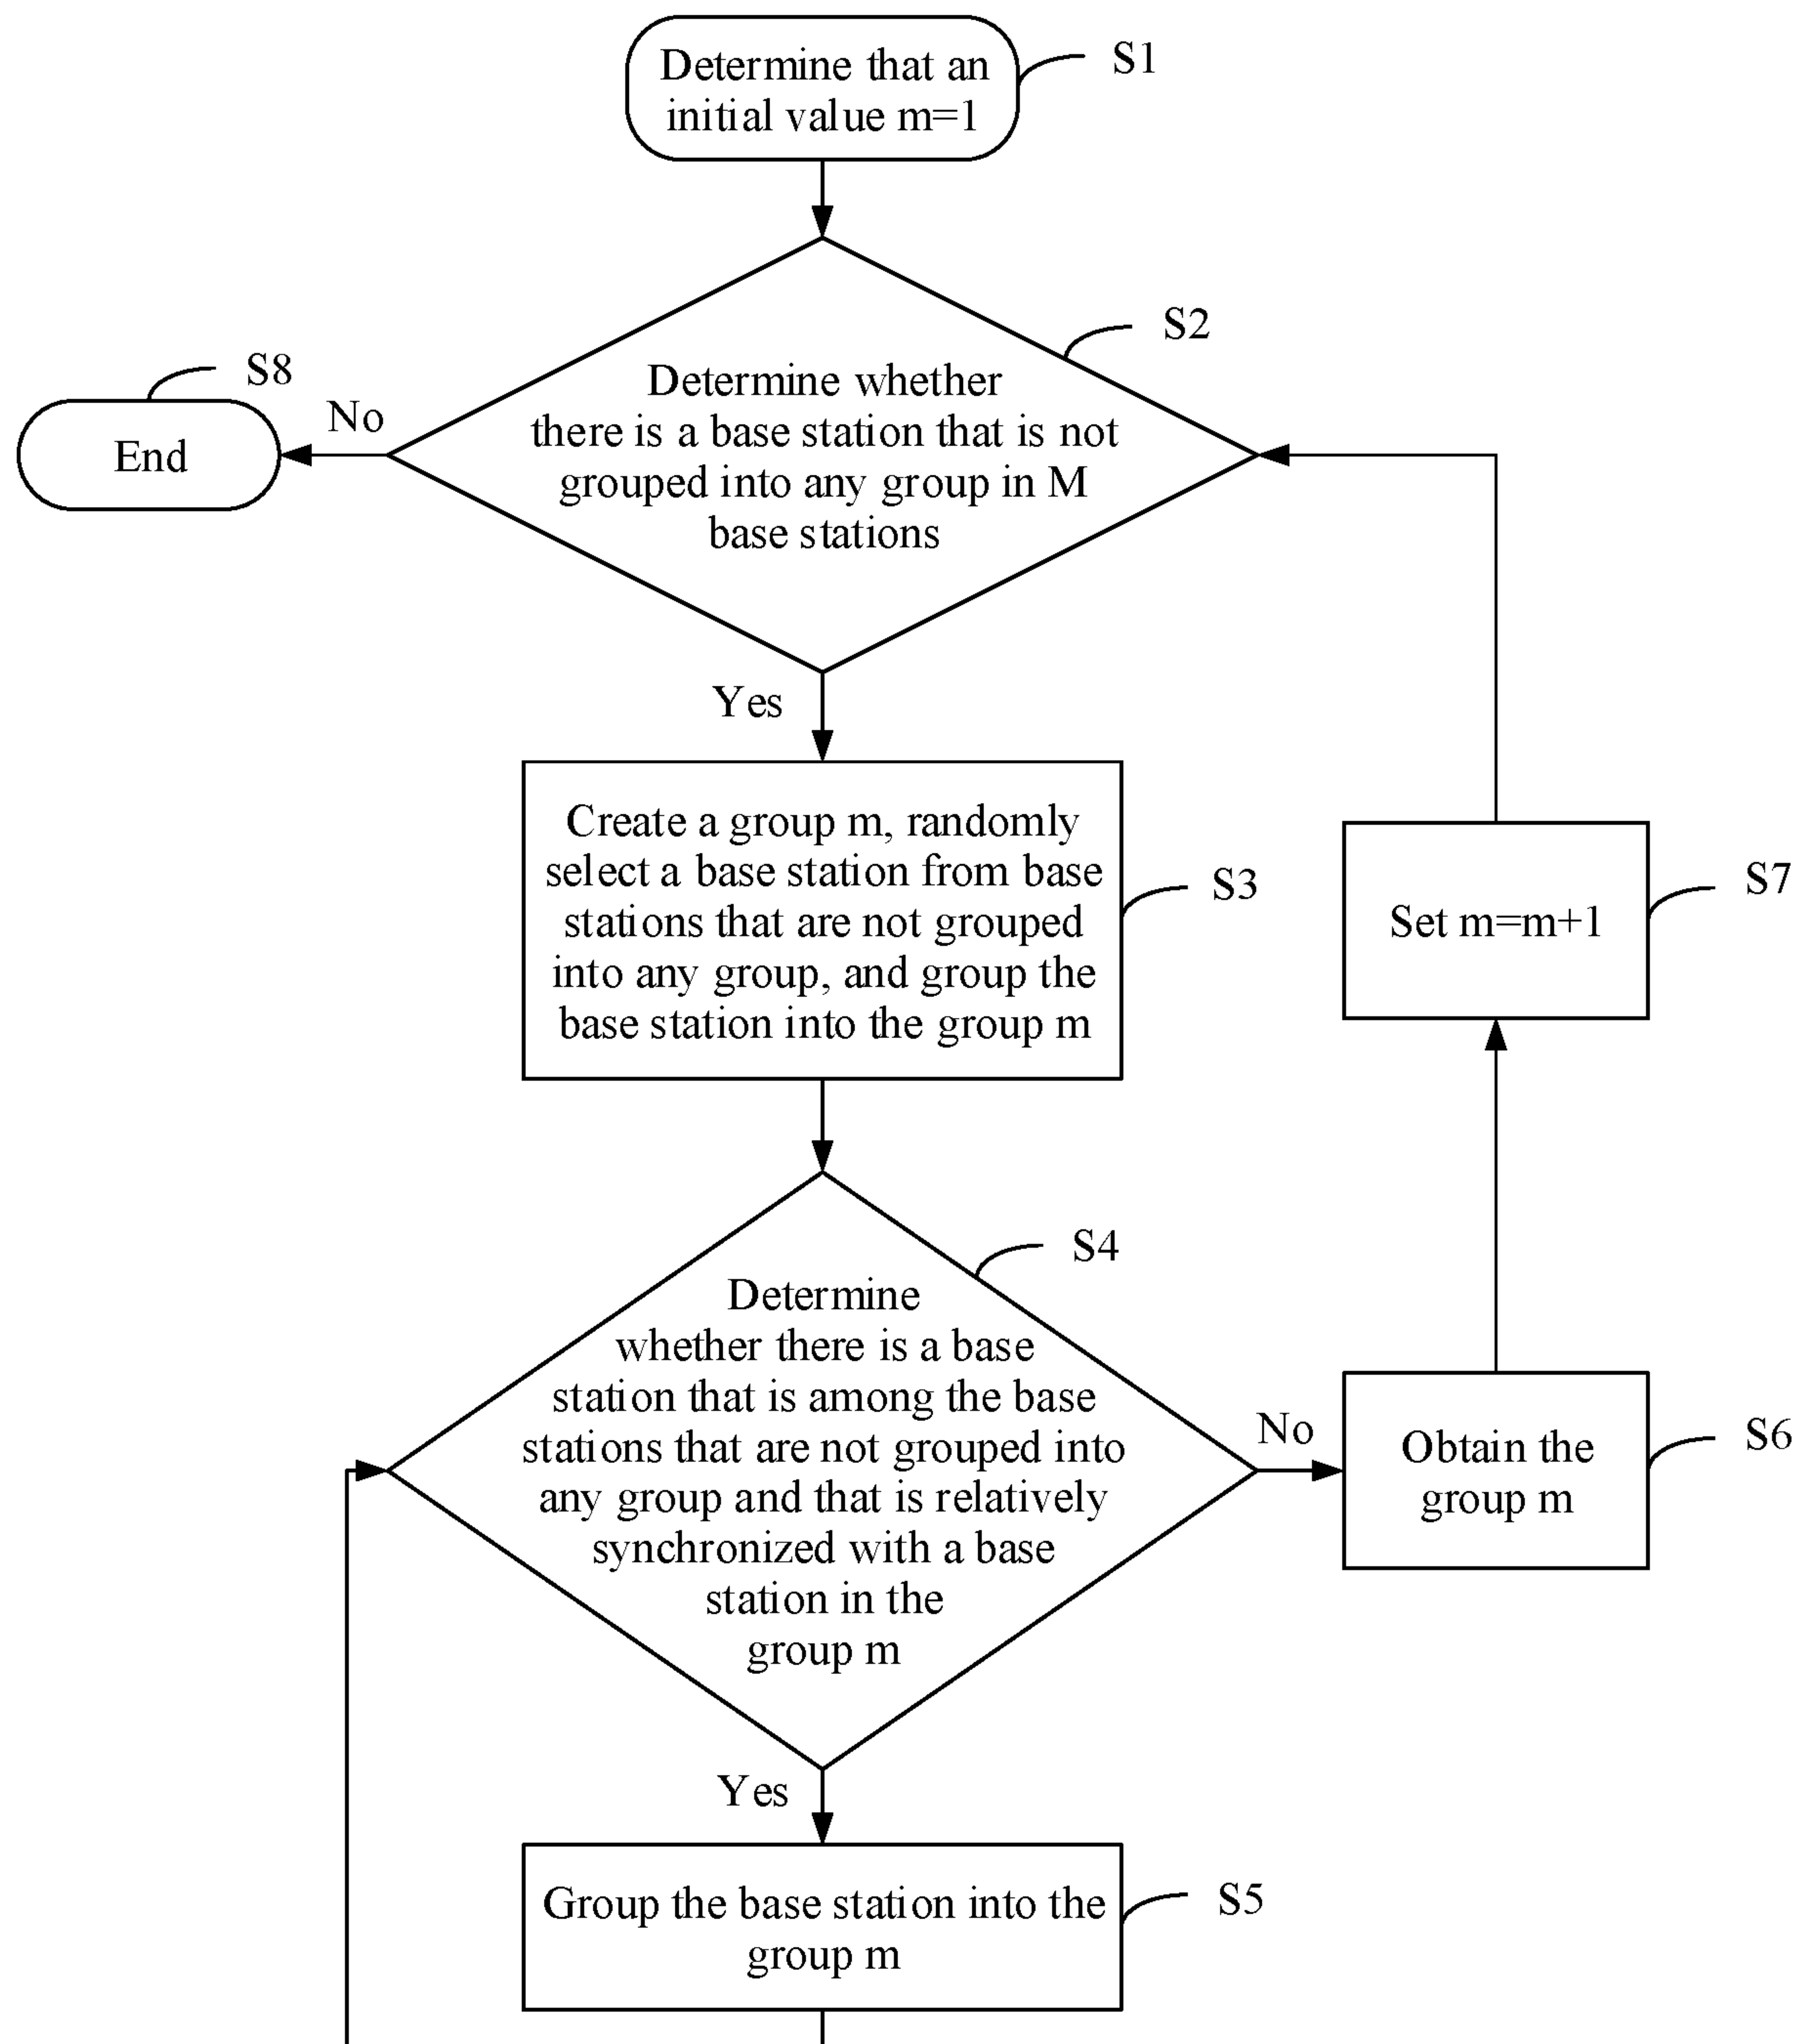 Determine that an
initial value m=1
S1
S2
Determine whether
there is a base station that is not
grouped into any group in M
base stations
S8
No
End
Yes
Create a group m, randomly
select a base station from base
stations that are not grouped
into any group, and group the
base station into the group m
S3
Set m=m+1
S7
S4
Determine
whether there is a base
station that is among the base
stations that are not grouped into
any group and that is relatively
synchronized with a base
station in the
group m
No
Obtain the
group m
S6
Yes
Group the base station into the
group m
S5